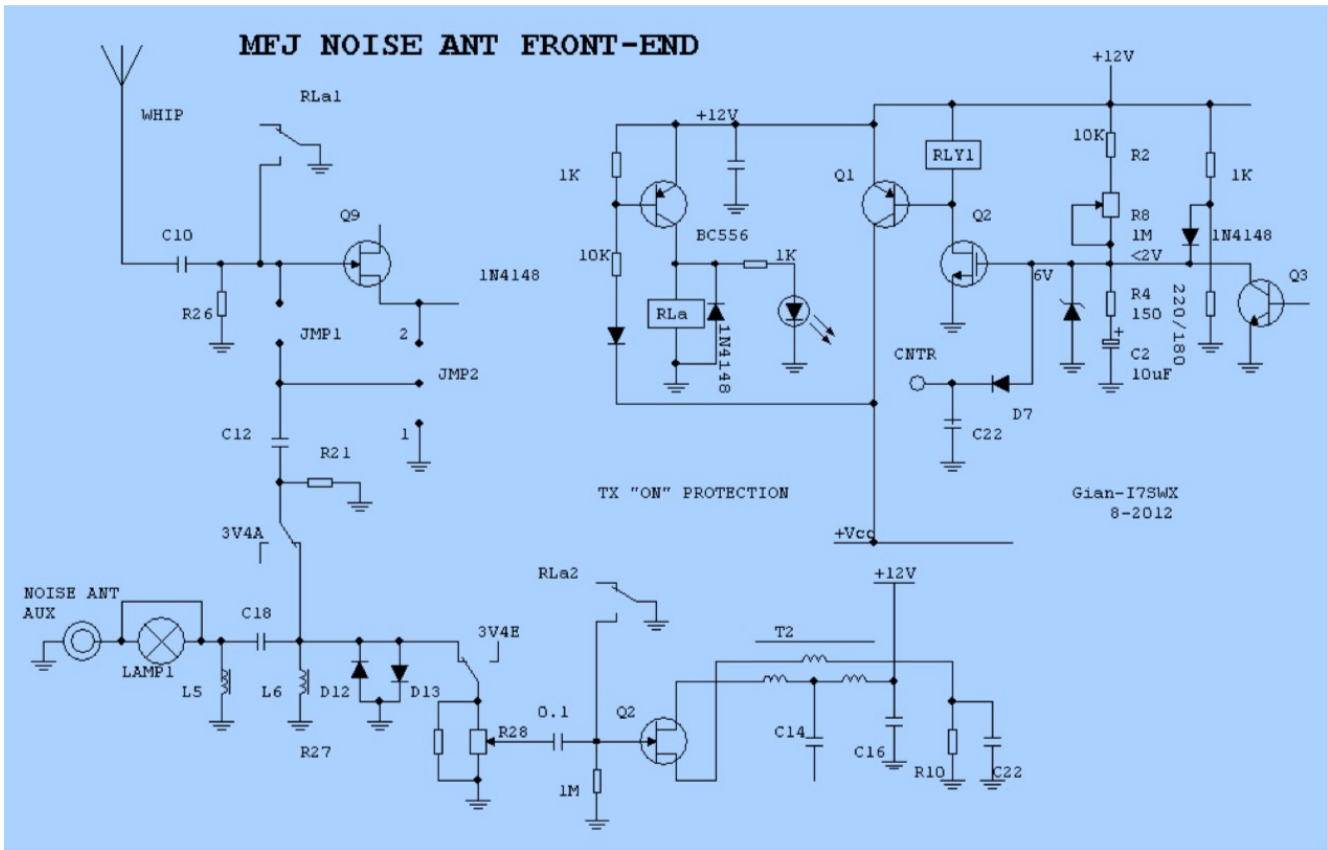 MFJ NOISE ANT FRONT-END
+12V
RLa1
WHIP
+12V
10K
R2
RLY1
1K
Q1
1K
Q9
Q2
R8
C10
BC556
1M
1N4148
10K
1K
<2V
1N4148
6V
Q3
R4
R26
RLa
150
220/180
JMP1
2
1N4148
+
CNTR
C2
JMP2
10uF
D7
C12
1
C22
R21
TX "ON" PROTECTION
Gian-I7SWX
8-2012
3V4A
+Vcc
RLa2
+12V
NOISE ANT
AUX
C18
3V4E
T2
LAMP1
L5
L6
D12
D13
0.1
Q2
R28
C14
R27
C16
1M
R10
C22